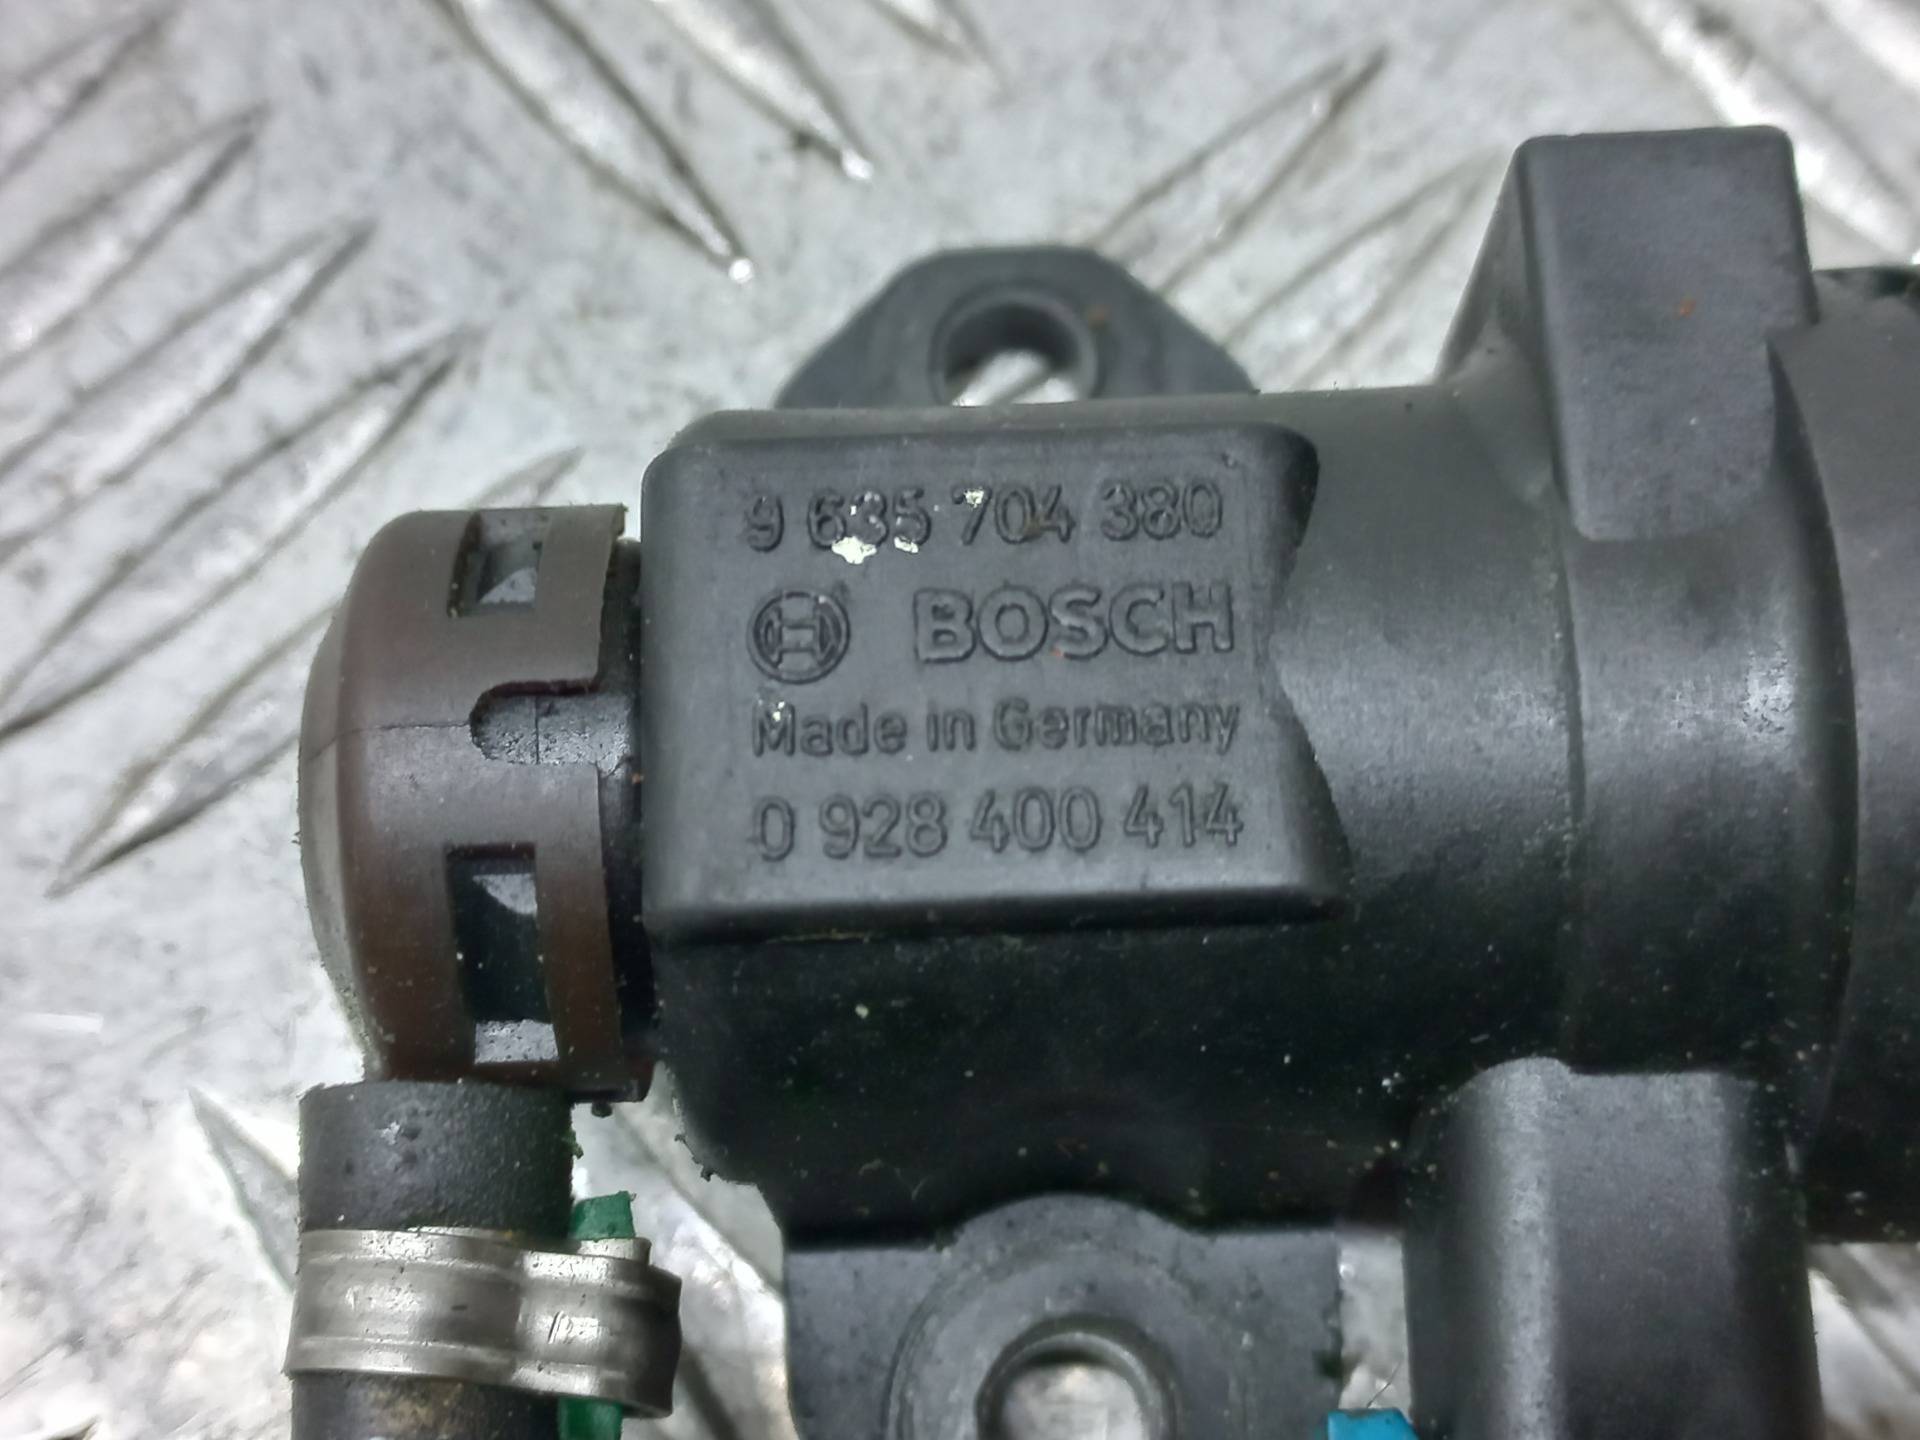 9 635 704 380
BOSCH
Made in Germany
0 928 400 414